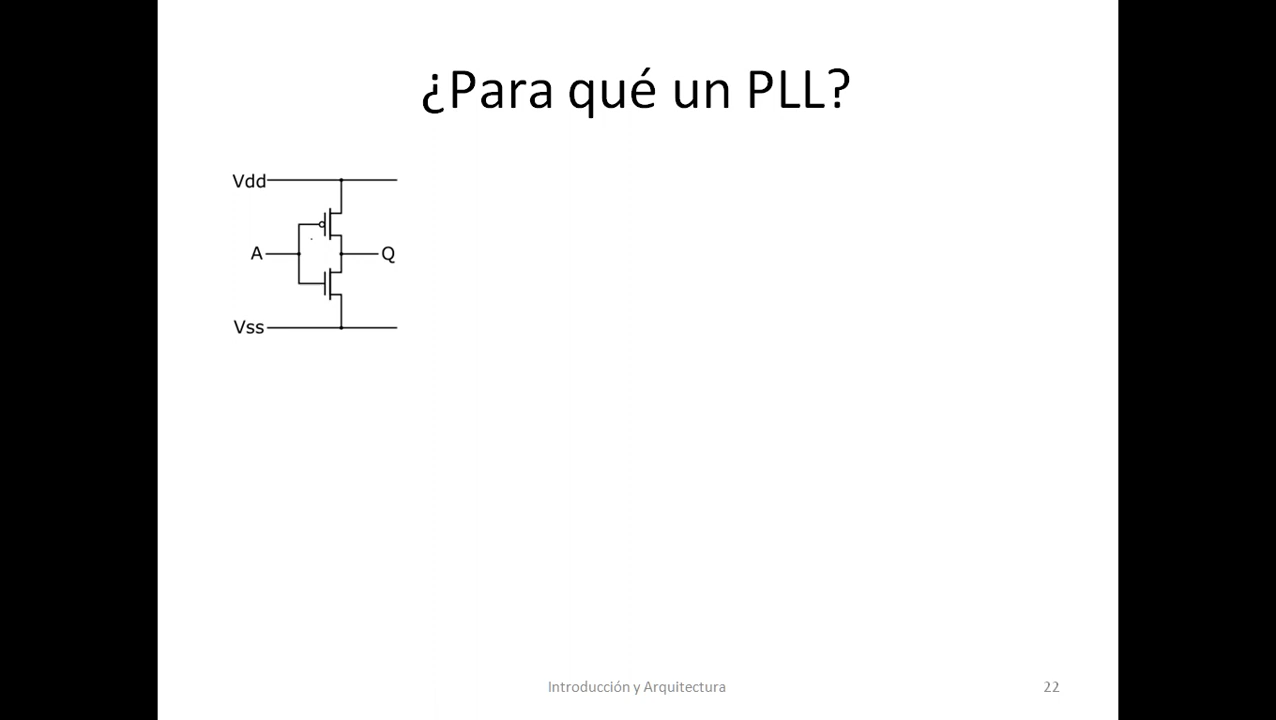 ¿Para qué un PLL?
Vdd
A
Q
Vss
Introducción y Arquitectura
22